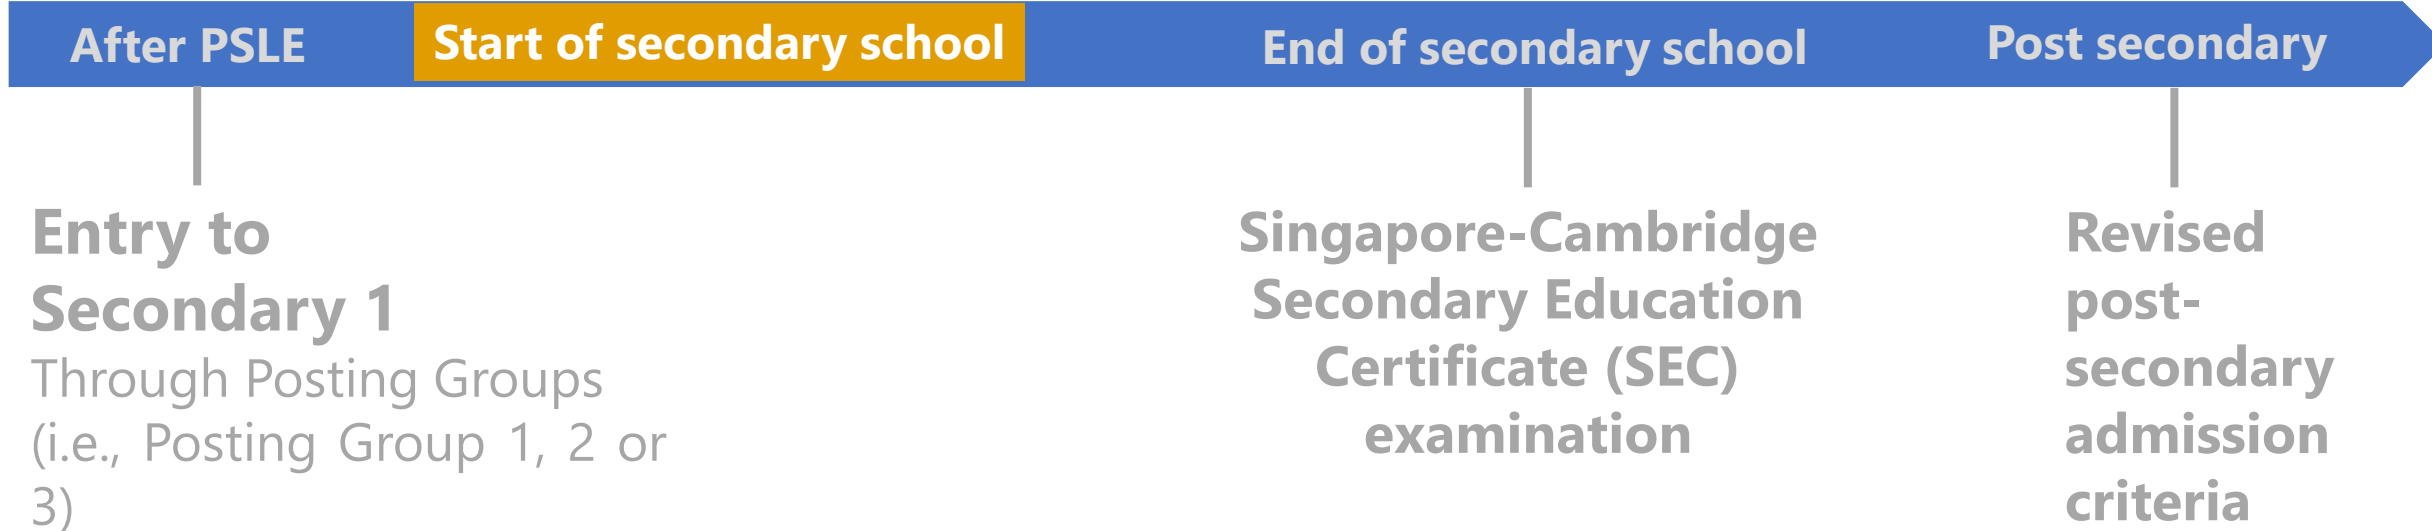 After PSLE
Start of secondary school
End of secondary school
Post secondary
Entry to
Secondary 1
Through Posting Groups
(i.e., Posting Group 1, 2 or
3)
Singapore-Cambridge
Secondary Education
Certificate (SEC)
examination
Revised
post-
secondary
admission
criteria